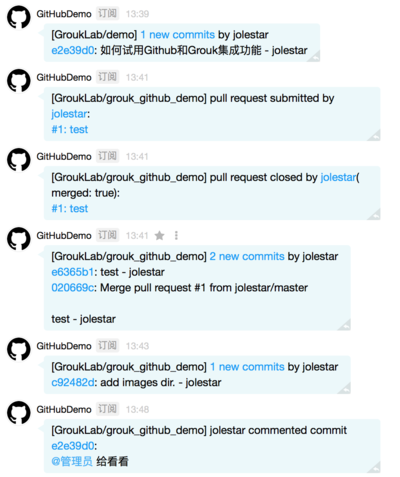 GitHubDemo 订阅 13:39
[GroukLab/demo] 1 new commits by jolestar
e2e39d0: 如何试用Github和Grouk集成功能 - jolestar
GitHubDemo 订阅 13:41
[GroukLab/grouk_github_demo] pull request submitted by
jolestar:
#1: test
GitHubDemo 订阅 13:41
[GroukLab/grouk_github_demo] pull request closed by jolestar(
merged: true):
#1: test
GitHubDemo 订阅 13:41
[GroukLab/grouk_github_demo] 2 new commits by jolestar
e6365b1: test - jolestar
020669c: Merge pull request #1 from jolestar/master
test - jolestar
GitHubDemo 订阅 13:43
[GroukLab/grouk_github_demo] 1 new commits by jolestar
c92482d: add images dir. - jolestar
GitHubDemo 订阅 13:48
[GroukLab/grouk_github_demo] jolestar commented commit
e2e39d0:
@管理员 给看看